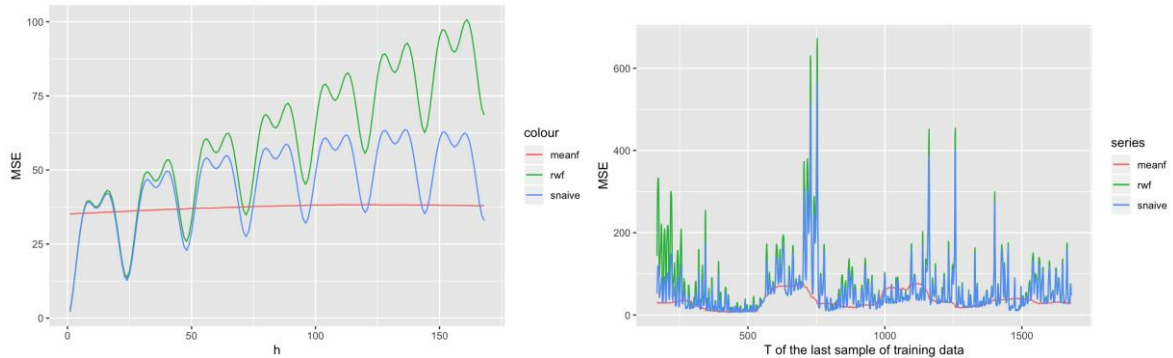 100
75
50
25
0
MSE
0
50
100
150
h
colour
meanf
rwf
snaive
600
400
200
0
MSE
500
1000
1500
T of the last sample of training data
series
meanf
rwf
snaive